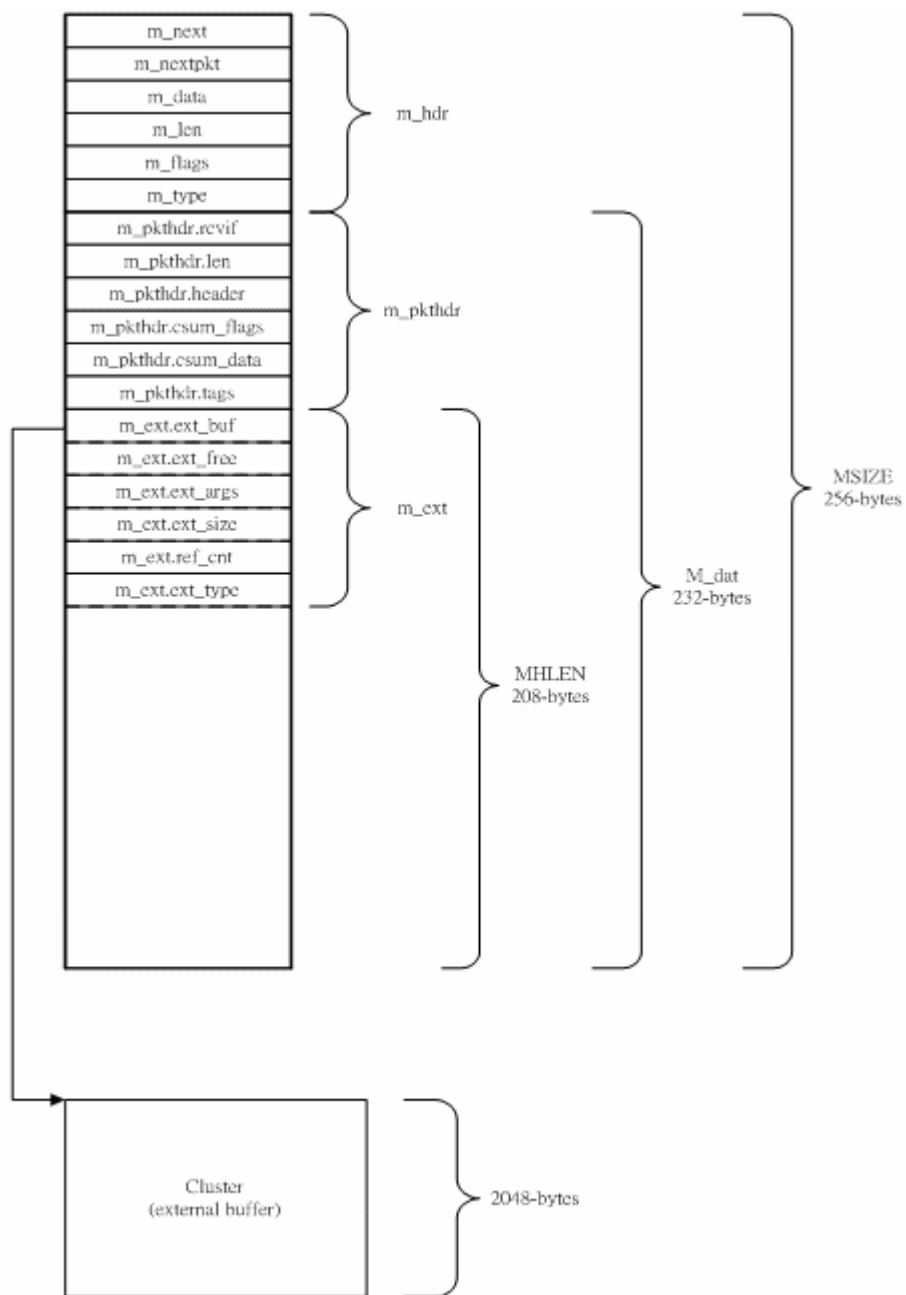 m_next
m_nextpkt
m_data
m_len
m_flags
m_type
m_hdr
m_pkthdr.rcvif
m_pkthdr.len
m_pkthdr.header
m_pkthdr.csum_flags
m_pkthdr.csum_data
m_pkthdr.tags
m_pkthdr
m_ext.ext_buf
m_ext.ext_free
m_ext.ext_args
m_ext.ext_size
m_ext.ref_cnt
m_ext.ext_type
m_ext
MHLEN
208-bytes
M_dat
232-bytes
MSIZE
256-bytes
Cluster
(external buffer)
2048-bytes